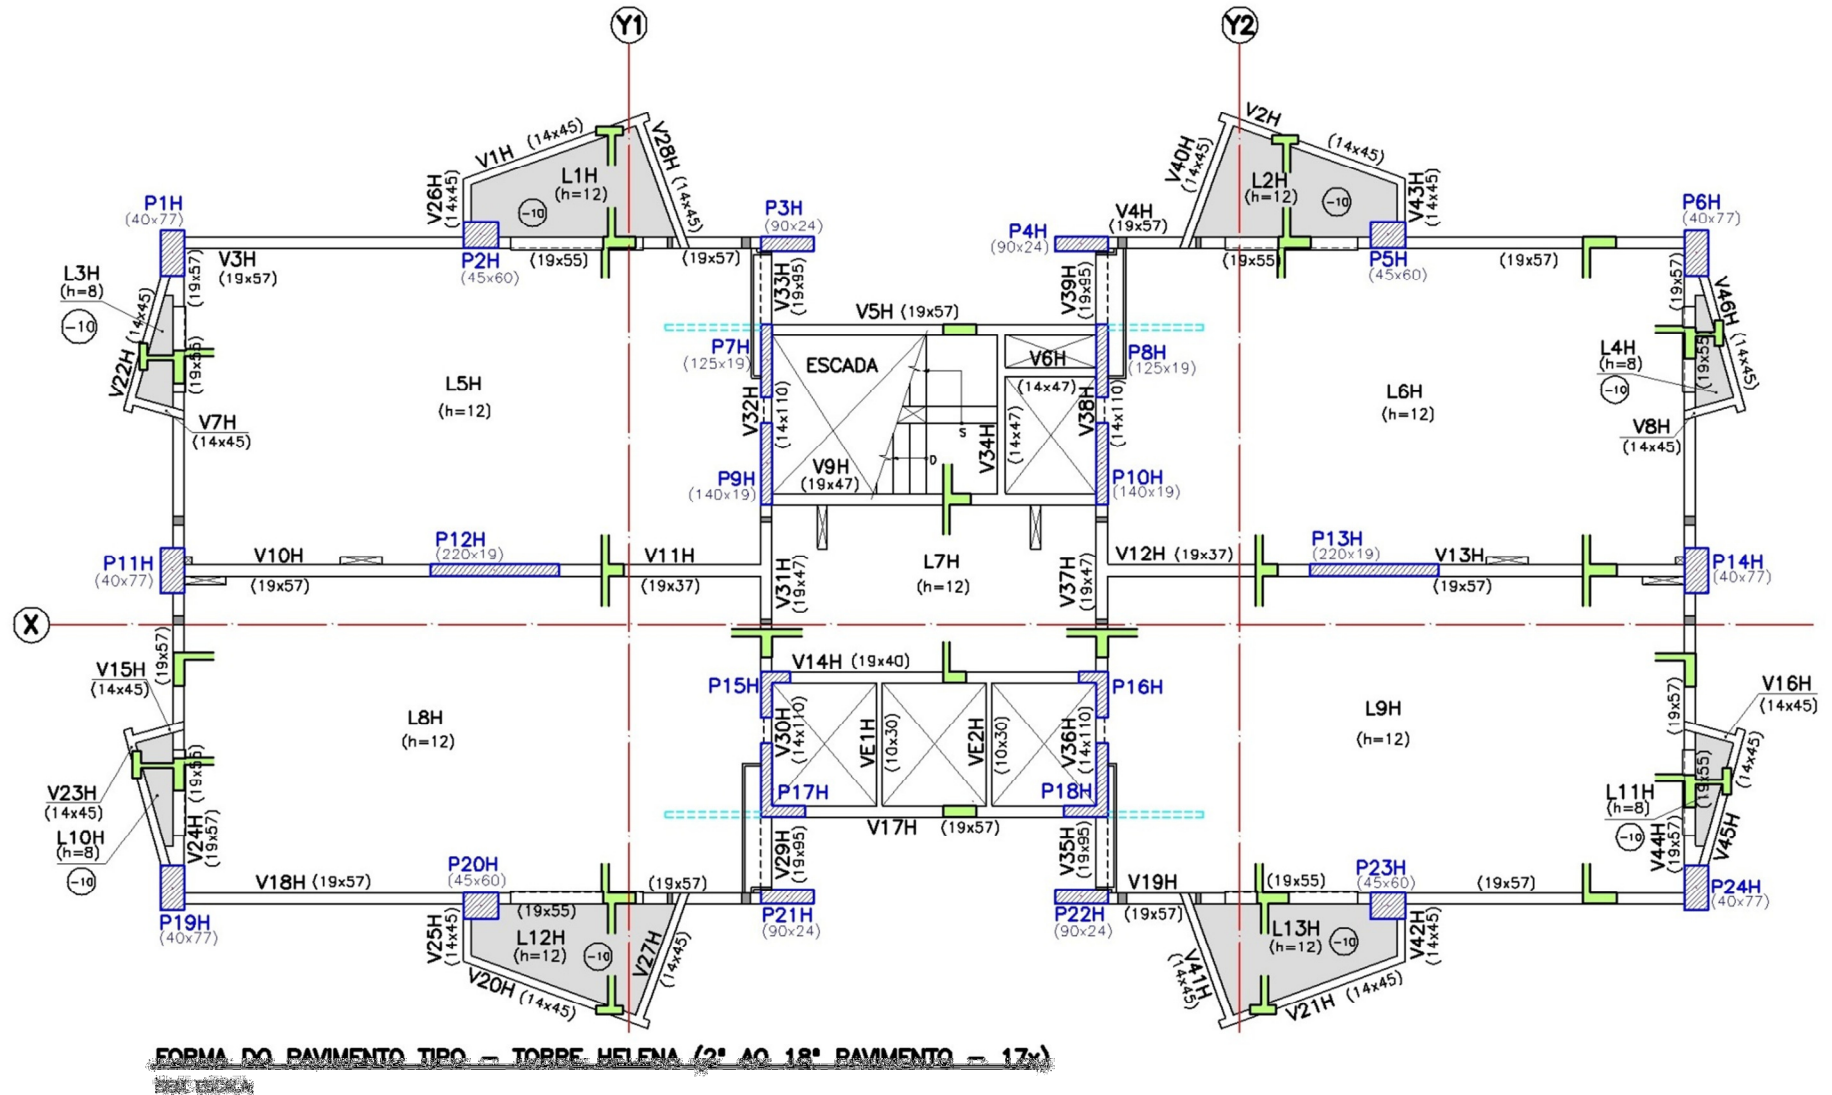 Y1
Y2
V1H (14x45)
V28H (14x45)
V26H (14x45)
L1H
(h=12)
-10
V2H (14x45)
V40H (14x45)
L2H
(h=12)
-10
V43H (14x45)
P1H
(40x77)
P2H
(45x60)
P3H
(90x24)
P4H
(90x24)
V4H
(19x57)
P5H
(45x60)
P6H
(40x77)
V3H
(19x57)
(19x55)
(19x57)
(19x55)
(19x57)
(19x57)
(19x57)
L3H
(h=8)
-10
V22H (14x45)
(19x55)
V7H
(14x45)
V33H (19x95)
V39H (19x95)
V5H (19x57)
P7H
(125x19)
P8H
(125x19)
ESCADA
V6H
(14x47)
V46H (14x45)
L4H
(h=8)
-10
(19x55)
V8H
(14x45)
L5H
(h=12)
L6H
(h=12)
V32H (14x110)
V38H (14x110)
V34H (14x47)
S
D
V9H
(19x47)
P9H
(140x19)
P10H
(140x19)
P11H
(40x77)
V10H
(19x57)
P12H
(220x19)
V11H
(19x37)
V31H (19x47)
L7H
(h=12)
V37H (19x47)
V12H (19x37)
P13H
(220x19)
V13H
(19x57)
P14H
(40x77)
X
(19x57)
V15H
(14x45)
V14H (19x40)
P15H
P16H
V16H
(14x45)
(19x57)
L8H
(h=12)
L9H
(h=12)
V30H (14x110)
VE1H (10x30)
VE2H (10x30)
V36H (14x110)
V23H
(14x45)
(19x55)
V24H (19x57)
L10H
(h=8)
-10
P17H
P18H
V17H (19x57)
(14x45)
L11H
(h=8)
-10
(19x55)
V44H (19x57)
V45H
V29H (19x95)
V35H (19x95)
V18H (19x57)
P20H
(45x60)
(19x57)
(19x55)
V19H
(19x57)
(19x55)
P23H
(45x60)
(19x57)
P19H
(40x77)
P21H
(90x24)
P22H
(90x24)
P24H
(40x77)
V25H (14x45)
L12H
(h=12)
-10
V27H (14x45)
V20H (14x45)
V41H (14x45)
L13H
(h=12)
-10
V42H (14x45)
V21H (14x45)
FORMA DO PAVIMENTO TIPO - TORRE HELENA (2° AO 18° PAVIMENTO - 17x)
SEM ESCALA